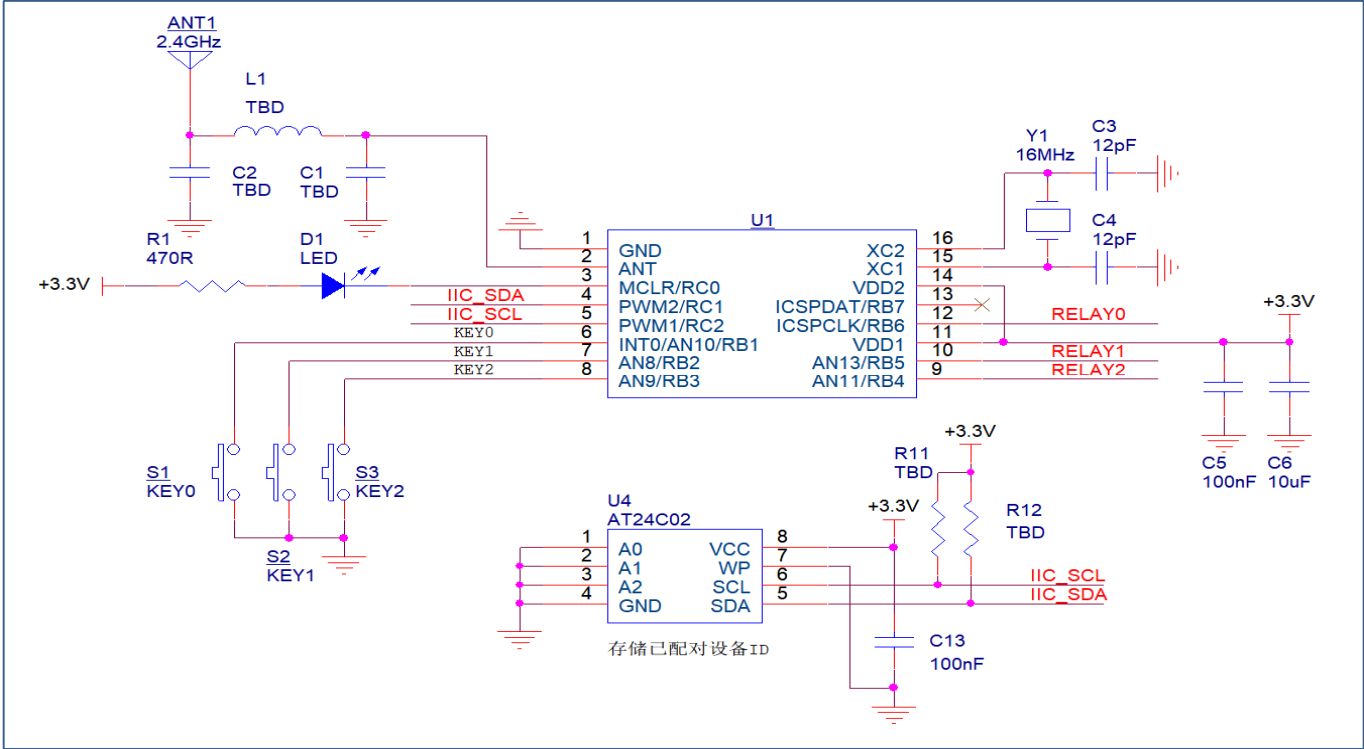 ANT1
2.4GHz
L1
TBD
C2
TBD
C1
TBD
R1
470R
D1
LED
+3.3V
IIC_SDA
IIC_SCL
KEY0
KEY1
KEY2
U1
1 GND
2 ANT
3 MCLR/RC0
4 PWM2/RC1
5 PWM1/RC2
6 INT0/AN10/RB1
7 AN8/RB2
8 AN9/RB3
XC2 16
XC1 15
VDD2 14
ICSPDAT/RB7 13
ICSPCLK/RB6 12
VDD1 11
AN13/RB5 10
AN11/RB4 9
Y1
16MHz
C3
12pF
C4
12pF
RELAY0
RELAY1
RELAY2
+3.3V
C5
100nF
C6
10uF
S1
KEY0
S2
KEY1
S3
KEY2
U4
AT24C02
1 A0
2 A1
3 A2
4 GND
VCC 8
WP 7
SCL 6
SDA 5
存储已配对设备ID
+3.3V
+3.3V
R11
TBD
R12
TBD
IIC_SCL
IIC_SDA
C13
100nF